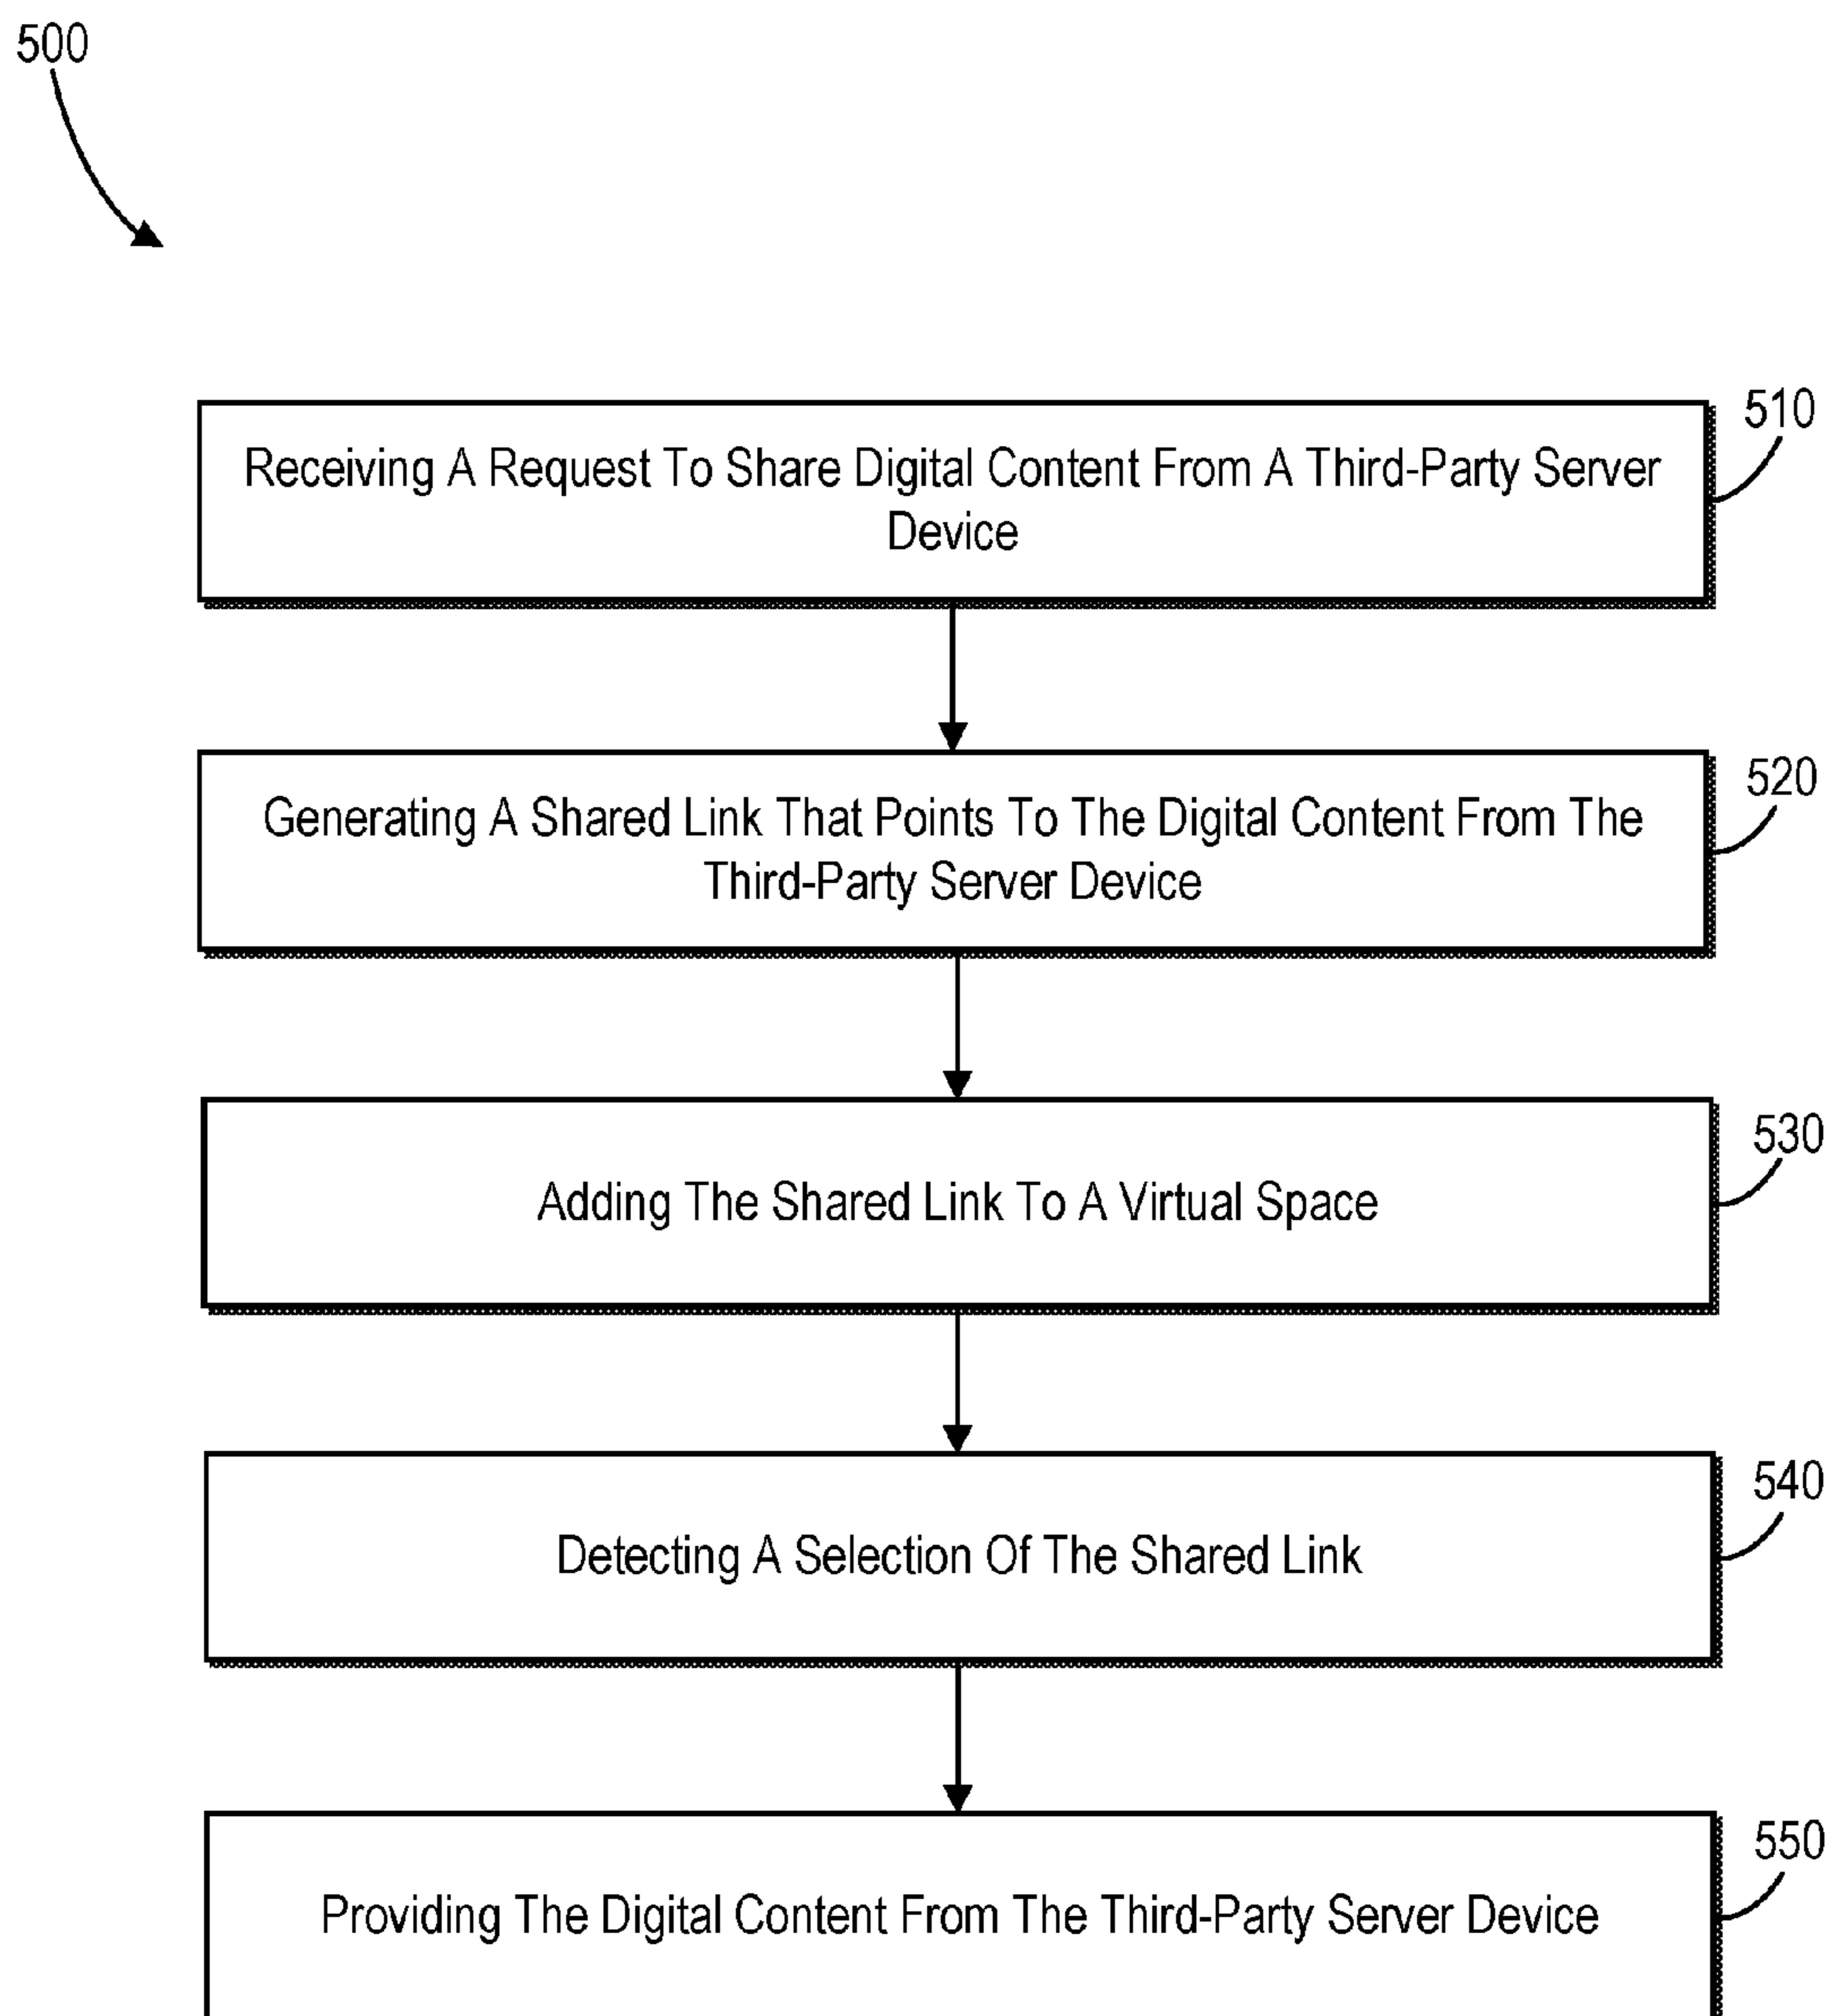 500
510
Receiving A Request To Share Digital Content From A Third-Party Server
Device
520
Generating A Shared Link That Points To The Digital Content From The
Third-Party Server Device
530
Adding The Shared Link To A Virtual Space
540
Detecting A Selection Of The Shared Link
550
Providing The Digital Content From The Third-Party Server Device